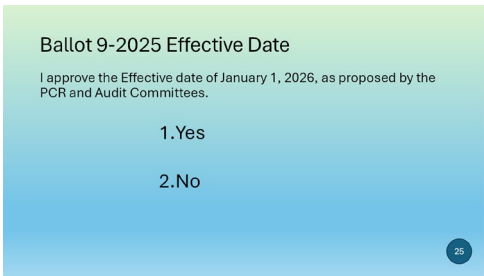 Ballot 9-2025 Effective Date
I approve the Effective date of January 1, 2026, as proposed by the
PCR and Audit Committees.
1.Yes
2.No
25